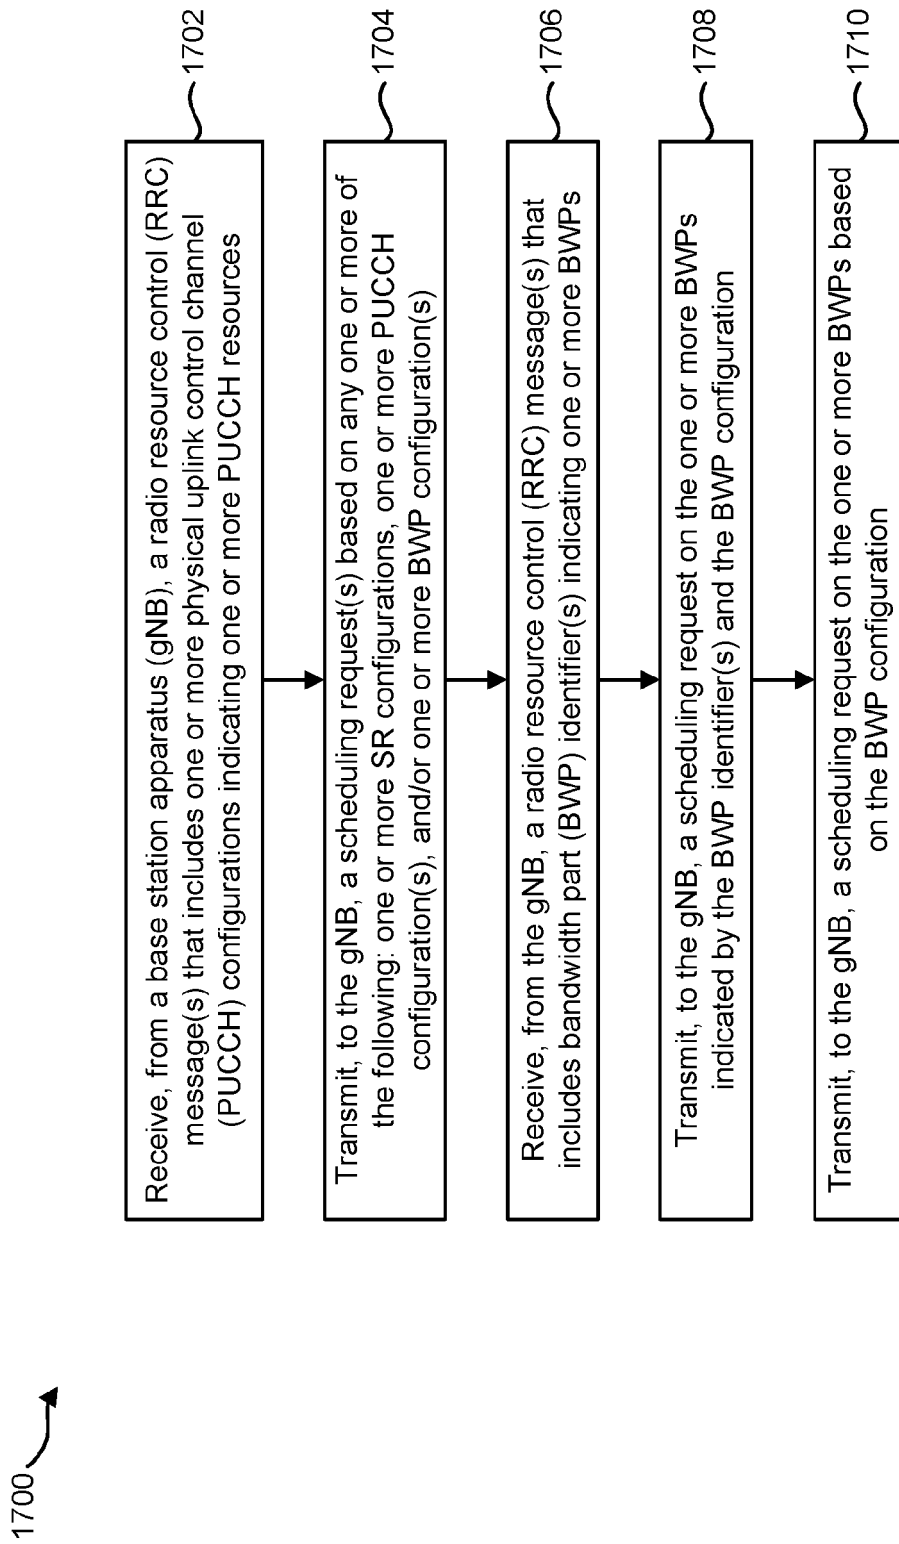 1700
1702
Receive, from a base station apparatus (gNB), a radio resource control (RRC)
message(s) that includes one or more physical uplink control channel
(PUCCH) configurations indicating one or more PUCCH resources
1704
Transmit, to the gNB, a scheduling request(s) based on any one or more of
the following: one or more SR configurations, one or more PUCCH
configuration(s), and/or one or more BWP configuration(s)
1706
Receive, from the gNB, a radio resource control (RRC) message(s) that
includes bandwidth part (BWP) identifier(s) indicating one or more BWPs
1708
Transmit, to the gNB, a scheduling request on the one or more BWPs
indicated by the BWP identifier(s) and the BWP configuration
1710
Transmit, to the gNB, a scheduling request on the one or more BWPs based
on the BWP configuration